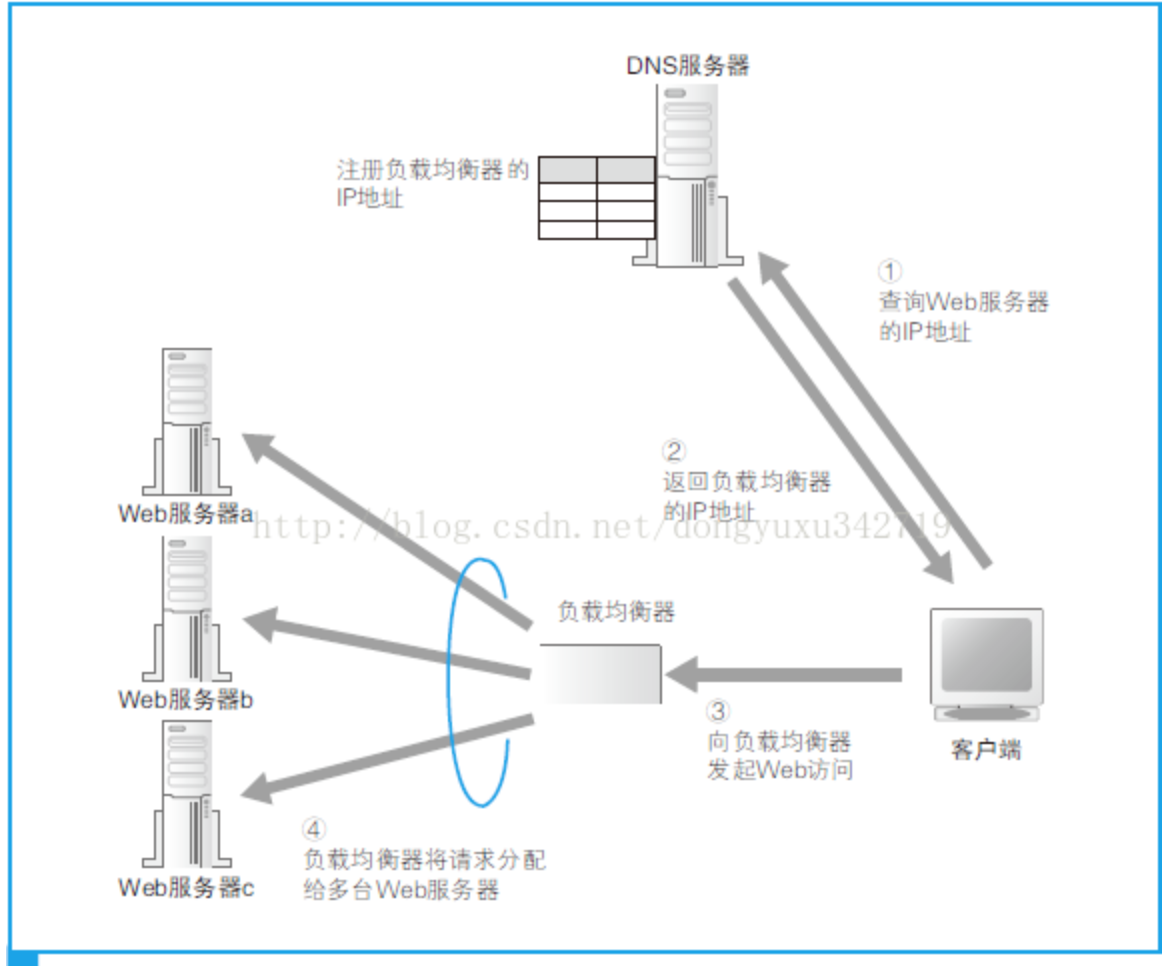 DNS服务器
注册负载均衡器的
IP地址
①
查询Web服务器
的IP地址
②
返回负载均衡器
的IP地址
Web服务器a
http://blog.csdn.net/dongyuxu342719
负载均衡器
Web服务器b
③
向负载均衡器
发起Web访问
客户端
④
负载均衡器将请求分配
给多台Web服务器
Web服务器c